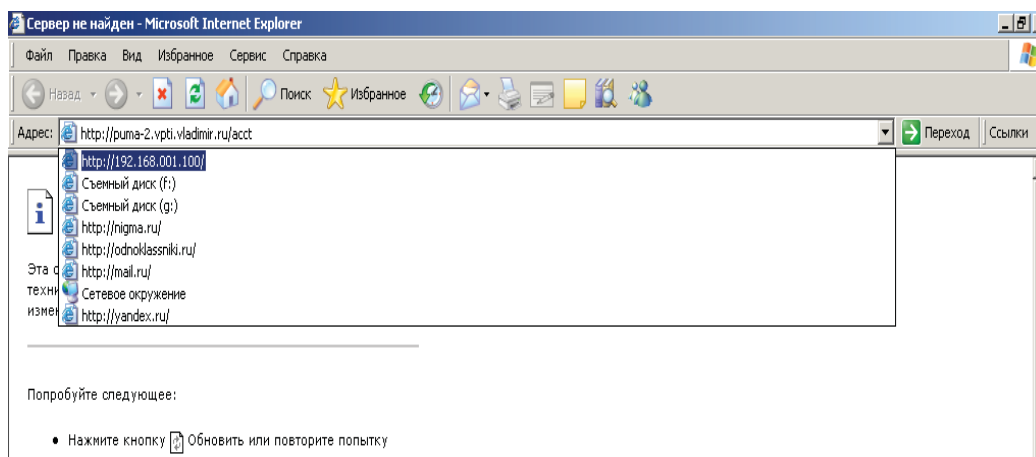 Сервер не найден - Microsoft Internet Explorer
Файл Правка Вид Избранное Сервис Справка
Назад Поиск Избранное
Адрес: http://puma-2.vpti.vladimir.ru/acct Переход Ссылки
http://192.168.001.100/
Съемный диск (f:)
Съемный диск (g:)
http://nigma.ru/
http://odnoklassniki.ru/
Эта
http://mail.ru/
Сетевое окружение
http://yandex.ru/
Попробуйте следующее:
• Нажмите кнопку Обновить или повторите попытку